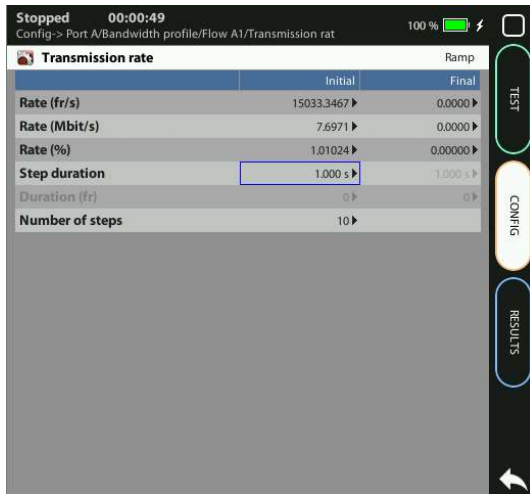 Stopped 00:00:49 100 %
Config-> Port A/Bandwidth profile/Flow A1/Transmission rat
Transmission rate Ramp
Initial Final
Rate (fr/s) 15033.3467 0.0000
Rate (Mbit/s) 7.6971 0.0000
Rate (%) 1.01024 0.00000
Step duration 1.000 s 1.000 s
Duration (fr) 0 0
Number of steps 10
TEST
CONFIG
RESULTS